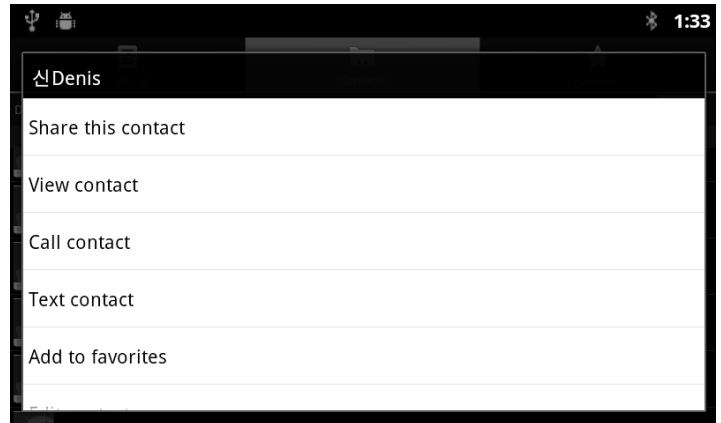 1:33
신Denis
Share this contact
View contact
Call contact
Text contact
Add to favorites